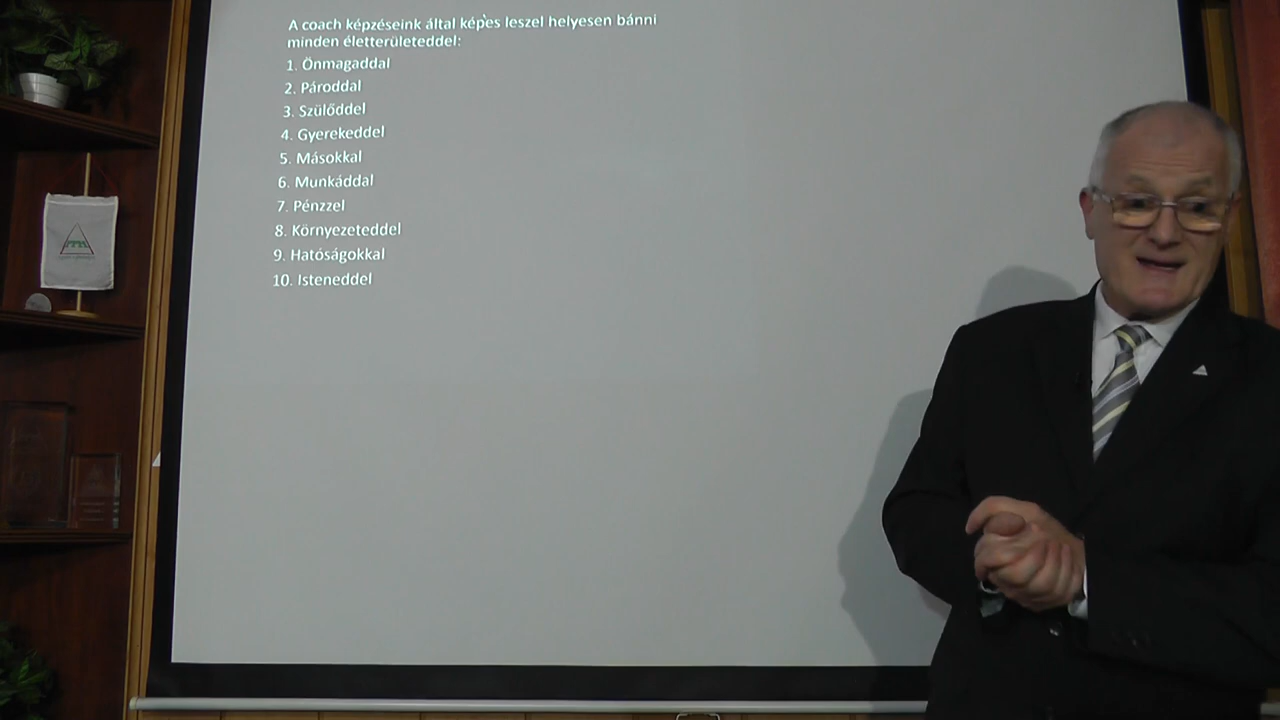 A coach képzéseink által képes leszel helyesen bánni
minden életterületeddel:
1. Önmagaddal
2. Pároddal
3. Szülőddel
4. Gyerekeddel
5. Másokkal
6. Munkáddal
7. Pénzzel
8. Környezeteddel
9. Hatóságokkal
10. Isteneddel